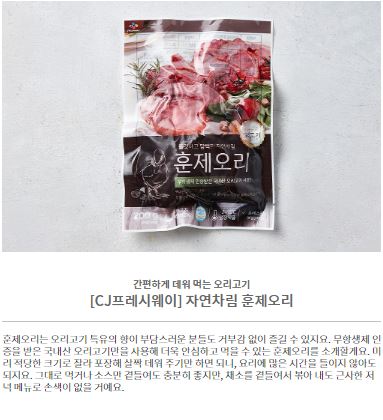 훈제오리
200g
간편하게 데워 먹는 오리고기
[CJ프레시웨이] 자연차림 훈제오리
훈제오리는 오리고기 특유의 향이 부담스러운 분들도 거부감 없이 즐길 수 있지요. 무항생제 인
증을 받은 국내산 오리고기만을 사용해 더욱 안심하고 먹을 수 있는 훈제오리를 소개할게요. 미
리 적당한 크기로 잘라 포장해 살짝 데워 주기만 하면 되니, 요리에 많은 시간을 들이지 않아도
되지요. 그대로 먹거나 소스만 곁들여도 충분히 좋지만, 채소를 곁들여서 볶아 내도 근사한 저
녁 메뉴로 손색이 없을 거예요.